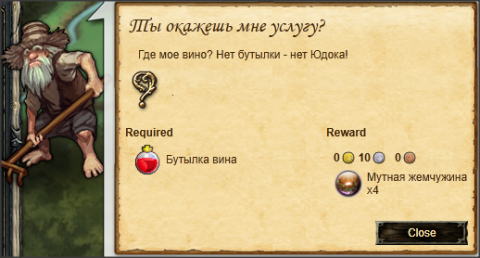 Ты окажешь мне услугу?
Где мое вино? Нет бутылки - нет Юдока!
Required
Reward
Бутылка вина
0 10 0
Мутная жемчужина
x4
Close